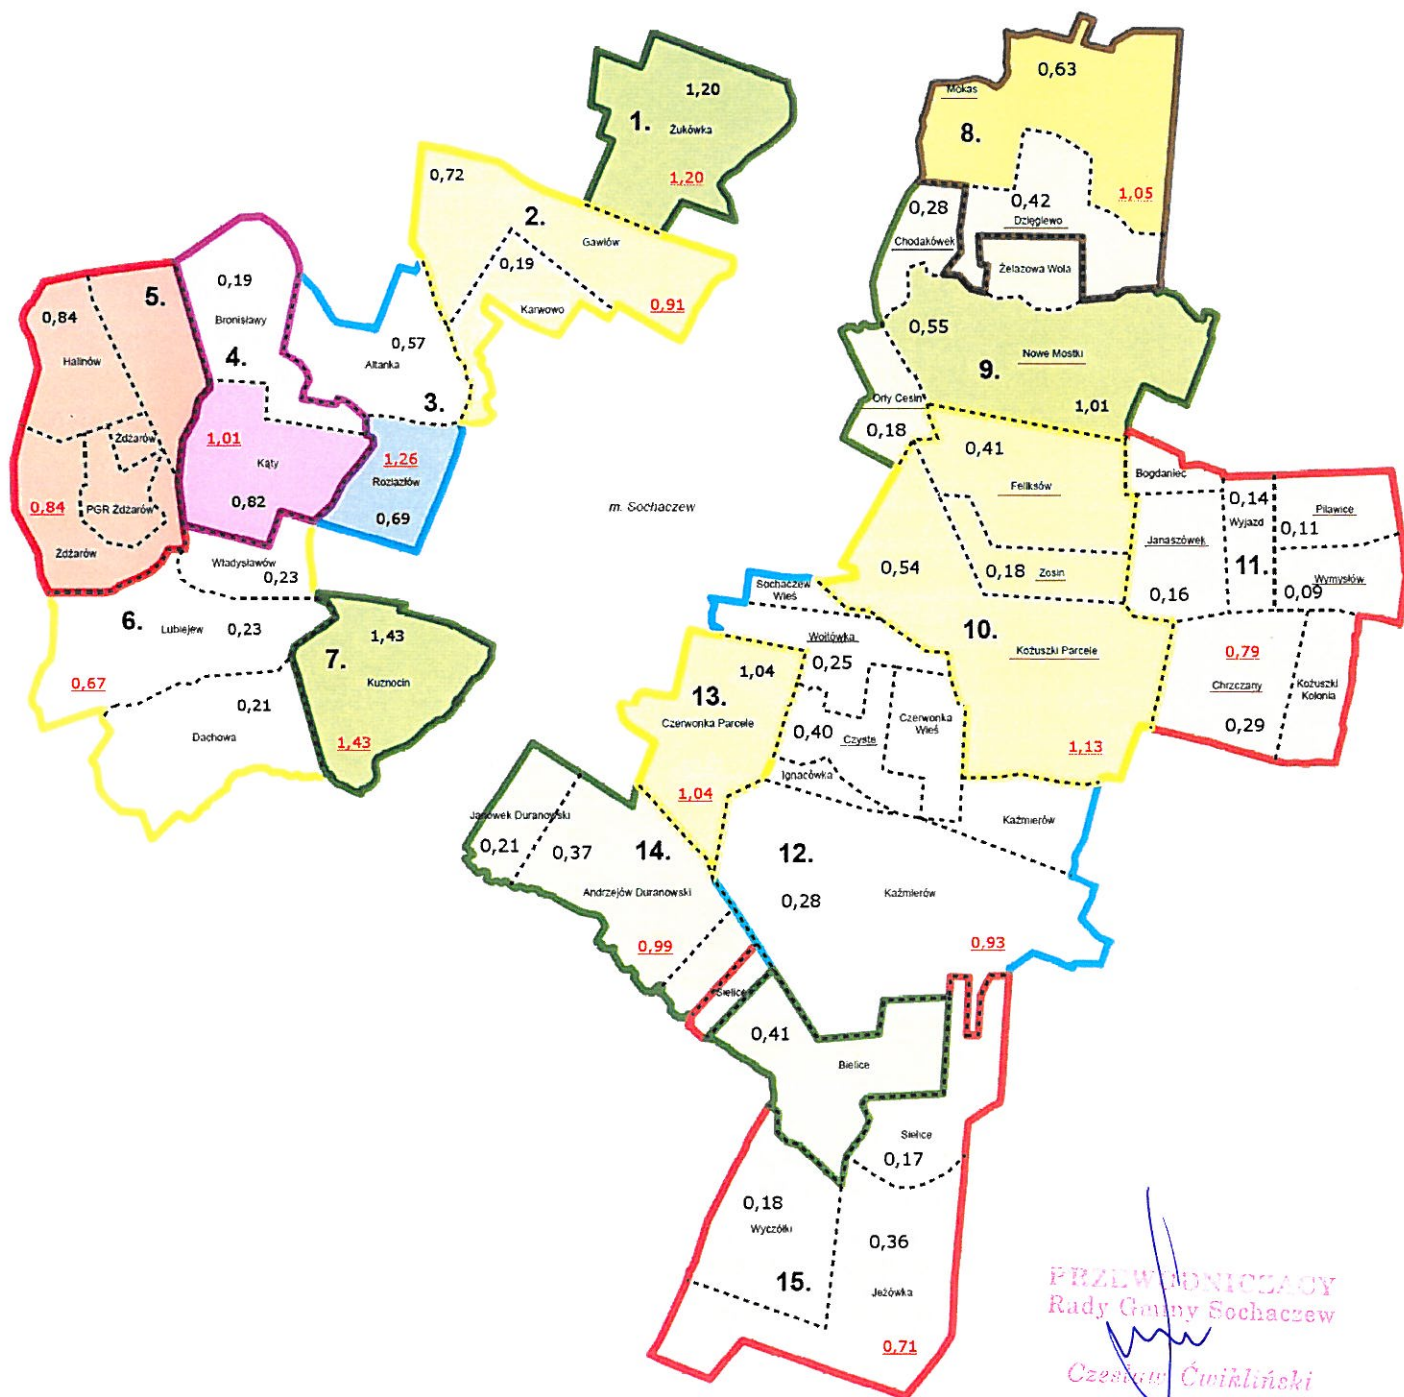 1,20
1.
Żukówka
1,20
0,72
2.
Gawłów
0,19
Karwowo
0,91
0,63
Mokas
8.
1,05
0,42
Dzięglewo
0,28
Chodakówek
Żelazowa Wola
0,55
Nowe Mostki
9.
1,01
Orły Cesin
0,18
5.
0,84
Halinów
Żdżarów
PGR Żdżarów
0,84
Żdżarów
0,19
Bronisławy
4.
1,01
Kąty
0,82
0,57
Altanka
3.
1,26
Rozlazłów
0,69
m. Sochaczew
Władysławów
0,23
6.
Lubiejew
0,23
0,67
0,21
Dachowa
1,43
7.
Kuznocin
1,43
0,41
Feliksów
0,18
Zosin
0,54
10.
Kożuszki Parcele
1,13
Bogdaniec
0,14
Wyjazd
0,11
Pilawice
Janaszówek
11.
0,16
0,09
Wymysłów
0,79
Chrzczany
0,29
Kożuszki
Kolonia
Sochaczew
Wieś
Wojtówka
0,25
1,04
13.
Czerwonka Parcele
1,04
0,40
Czyste
Czerwonka
Wieś
Ignacówka
Kaźmierów
12.
0,28
Kaźmierów
0,93
Janówek Duranowski
0,21
0,37
14.
Andrzejów Duranowski
0,99
Sielice
0,41
Bielice
Sielice
0,17
0,18
Wyczółki
15.
0,36
Jeżówka
0,71
PRZEWODNICZĄCY
Rady Gminy Sochaczew
Czesław Ćwikliński